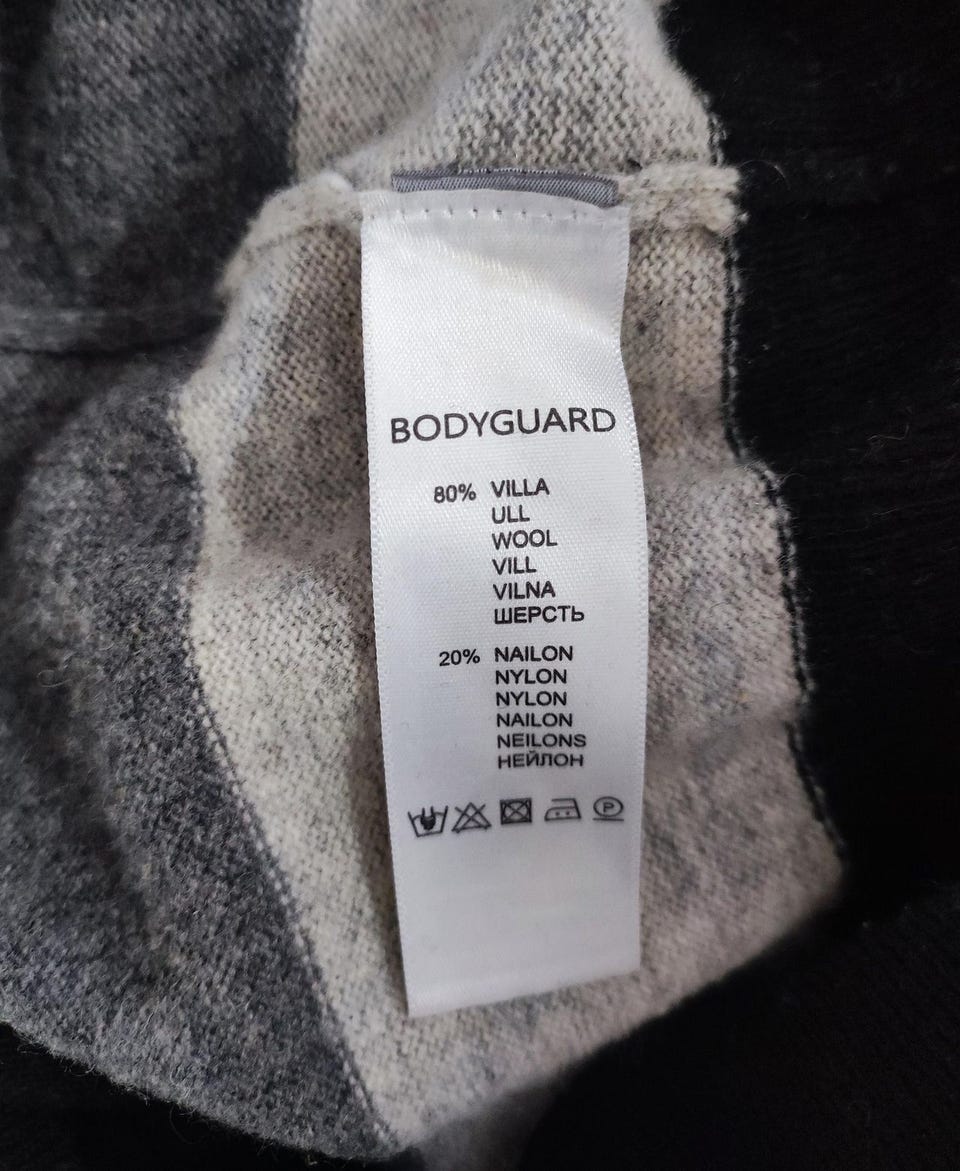 BODYGUARD
80% VILLA
ULL
WOOL
VILL
VILNA
ШЕРСТЬ
20% NAILON
NYLON
NYLON
NAILON
NEILONS
НЕЙЛОН
P